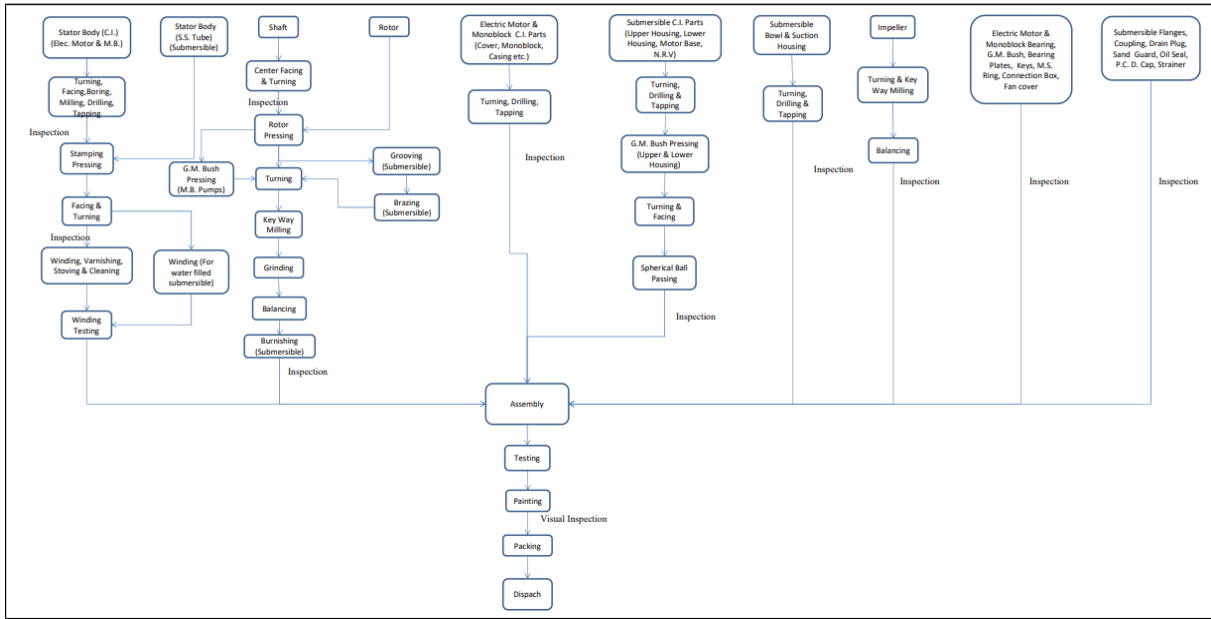 Stator Body (C.I.)
(Elec. Motor & M.B.)
Stator Body
(S.S. Tube)
(Submersible)
Shaft
Rotor
Electric Motor &
Monoblock C.I. Parts
(Cover, Monoblock,
Casing etc.)
Submersible C.I. Parts
(Upper Housing, Lower
Housing, Motor Base,
N.R.V)
Submersible
Bowl & Suction
Housing
Impeller
Electric Motor &
Monoblock Bearing,
G.M. Bush, Bearing
Plates, Keys, M.S.
Ring, Connection Box,
Fan cover
Submersible Flanges,
Coupling, Drain Plug,
Sand Guard, Oil Seal,
P.C. D. Cap, Strainer
Turning,
Facing,Boring,
Milling, Drilling,
Tapping
Inspection
Stamping
Pressing
Facing &
Turning
Inspection
Winding, Varnishing,
Stoving & Cleaning
Winding (For
water filled
submersible)
Winding
Testing
Center Facing
& Turning
Inspection
Rotor
Pressing
G.M. Bush
Pressing
(M.B. Pumps)
Turning
Grooving
(Submersible)
Brazing
(Submersible)
Key Way
Milling
Grinding
Balancing
Burnishing
(Submersible)
Inspection
Turning, Drilling,
Tapping
Inspection
Turning,
Drilling &
Tapping
G.M. Bush Pressing
(Upper & Lower
Housing)
Turning &
Facing
Spherical Ball
Passing
Inspection
Turning,
Drilling &
Tapping
Inspection
Turning & Key
Way Milling
Balancing
Inspection
Inspection
Inspection
Assembly
Testing
Painting
Visual Inspection
Packing
Dispach